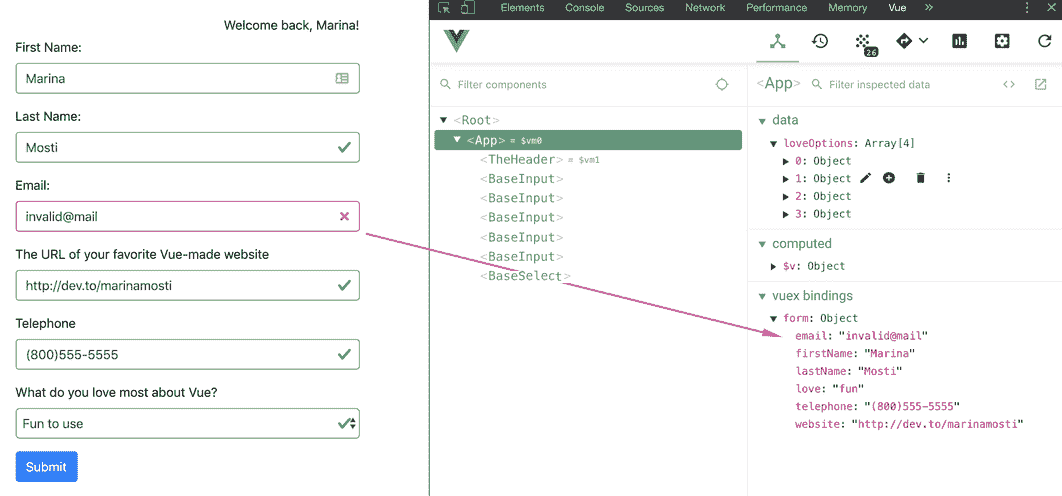 Welcome back, Marina!
First Name:
Marina
Last Name:
Mosti
Email:
invalid@mail
The URL of your favorite Vue-made website
http://dev.to/marinamosti
Telephone
(800)555-5555
What do you love most about Vue?
Fun to use
Submit
Elements Console Sources Network Performance Memory Vue »
26
Filter components
<Root>
<App> = $vm0
<TheHeader> = $vm1
<BaseInput>
<BaseInput>
<BaseInput>
<BaseInput>
<BaseInput>
<BaseSelect>
<App> Filter inspected data <>
data
loveOptions: Array[4]
0: Object
1: Object
2: Object
3: Object
computed
$v: Object
vuex bindings
form: Object
email: "invalid@mail"
firstName: "Marina"
lastName: "Mosti"
love: "fun"
telephone: "(800)555-5555"
website: "http://dev.to/marinamosti"